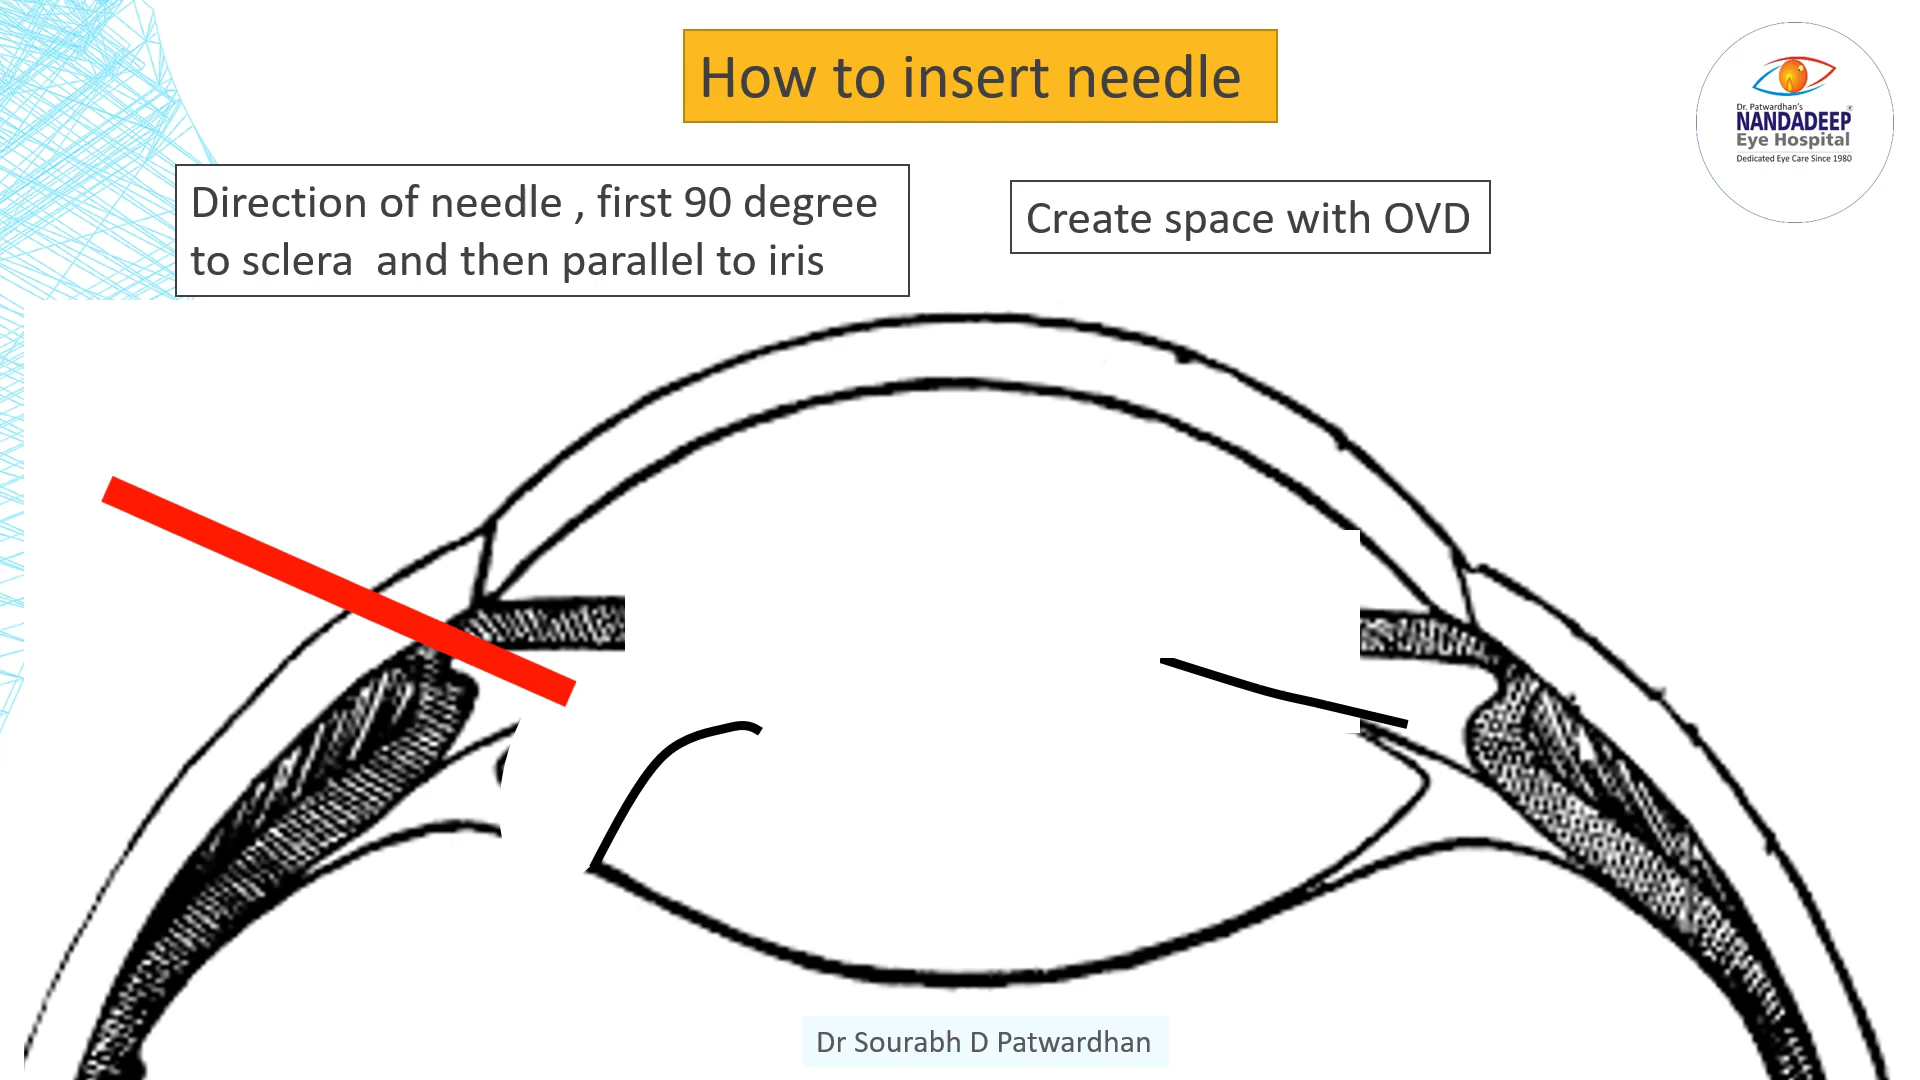 How to insert needle
Dr. Patwardhan's
NANDADEEP
Eye Hospital
Dedicated Eye Care Since 1980
Direction of needle , first 90 degree
to sclera  and then parallel to iris
Create space with OVD
Dr Sourabh D Patwardhan